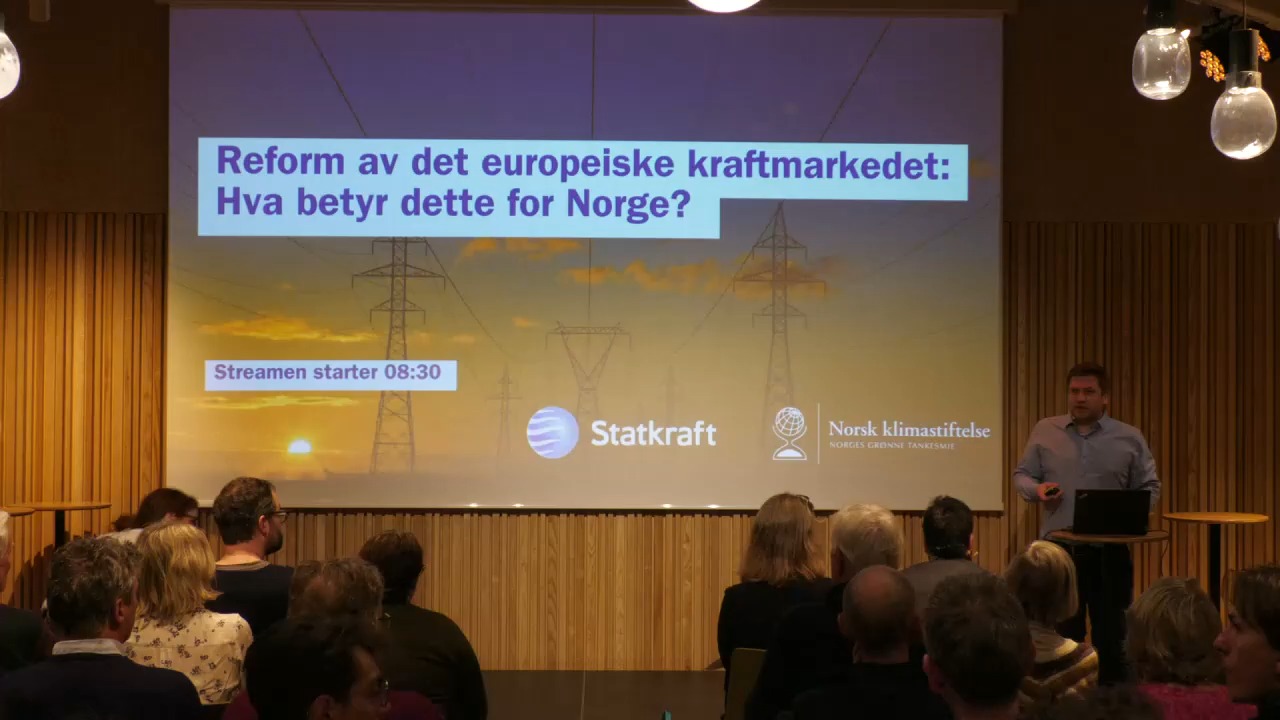 Reform av det europeiske kraftmarkedet:
Hva betyr dette for Norge?
Streamen starter 08:30
Statkraft
Norsk klimastiftelse
NORGES GRØNNE TANKESMIE